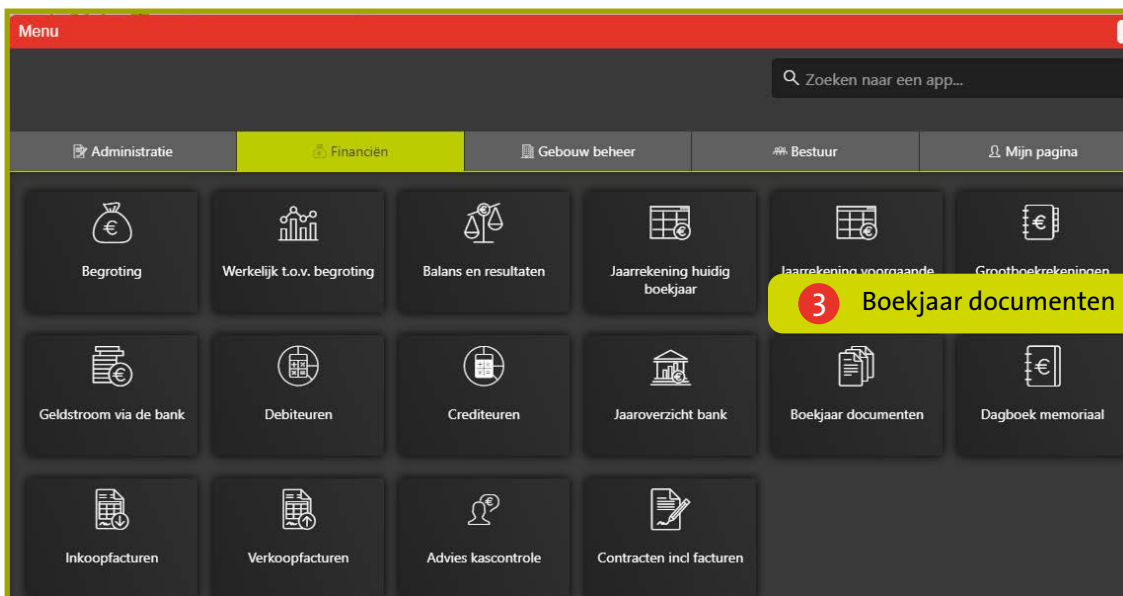 Menu
Zoeken naar een app...
Administratie
Financiën
Gebouw beheer
Bestuur
Mijn pagina
Begroting
Werkelijk t.o.v. begroting
Balans en resultaten
Jaarrekening huidig
boekjaar
Jaarrekening voorgaande
Grootboekrekeningen
3 Boekjaar documenten
Geldstroom via de bank
Debiteuren
Crediteuren
Jaaroverzicht bank
Boekjaar documenten
Dagboek memoriaal
Inkoopfacturen
Verkoopfacturen
Advies kascontrole
Contracten incl facturen